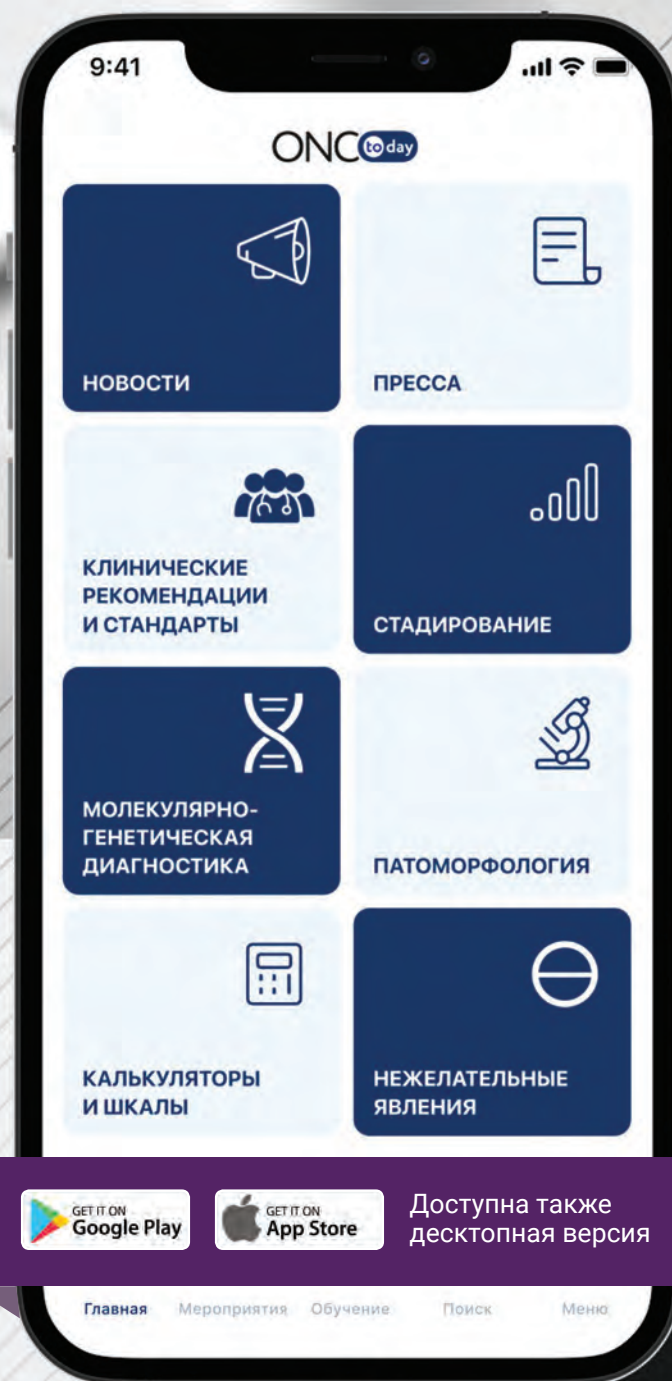 9:41
ONCO today
НОВОСТИ
ПРЕССА
КЛИНИЧЕСКИЕ
РЕКОМЕНДАЦИИ
И СТАНДАРТЫ
СТАДИРОВАНИЕ
МОЛЕКУЛЯРНО-
ГЕНЕТИЧЕСКАЯ
ДИАГНОСТИКА
ПАТОМОРФОЛОГИЯ
КАЛЬКУЛЯТОРЫ
И ШКАЛЫ
НЕЖЕЛАТЕЛЬНЫЕ
ЯВЛЕНИЯ
GET IT ON
Google Play
GET IT ON
App Store
Доступна также
десктопная версия
Главная Мероприятия Обучение Поиск Меню